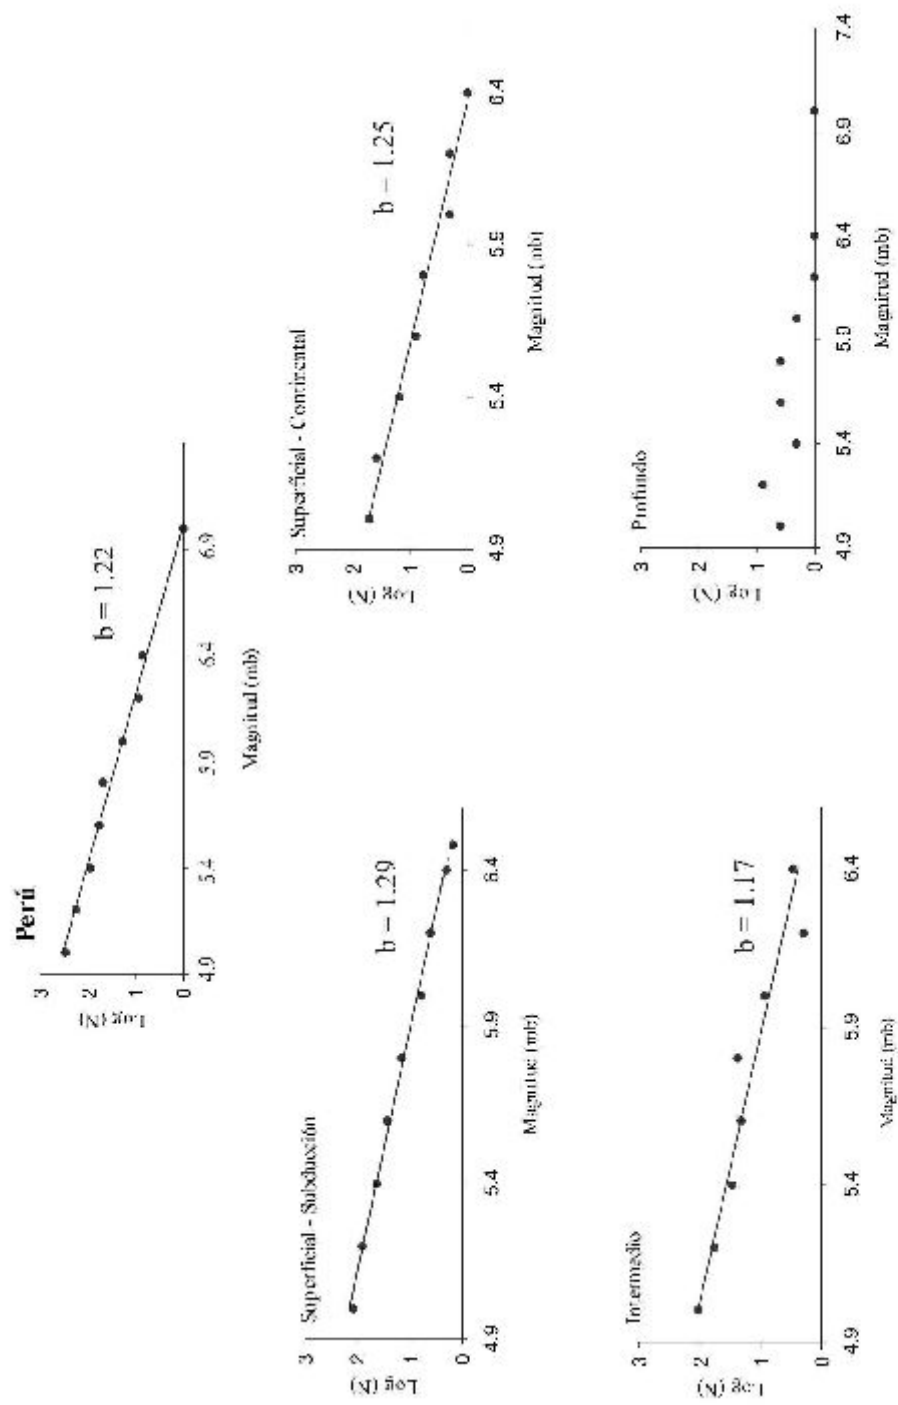 Perú
3
2
1
0
Log (N)
4.9
5.4
5.9
6.4
6.9
Magnitud (mb)
b = 1.22
Superficial - Subducción
3
2
1
0
Log (N)
4.9
5.4
5.9
6.4
Magnitud (mb)
b = 1.29
Superficial - Continental
3
2
1
0
Log (N)
4.9
5.4
5.9
6.4
Magnitud (mb)
b = 1.25
Intermedio
3
2
1
0
Log (N)
4.9
5.4
5.9
6.4
Magnitud (mb)
b = 1.17
Profundo
3
2
1
0
Log (N)
4.9
5.4
5.9
6.4
6.9
7.4
Magnitud (mb)